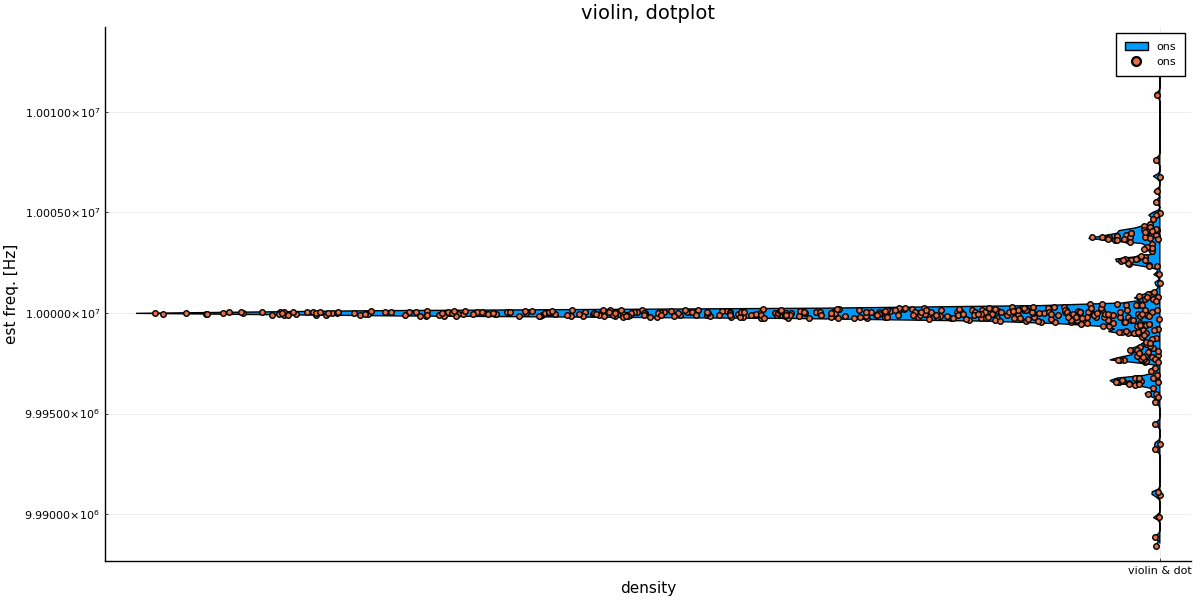 violin, dotplot
ons
ons
1.00100×10⁷
1.00050×10⁷
1.00000×10⁷
9.99500×10⁶
9.99000×10⁶
est freq. [Hz]
violin & dot
density